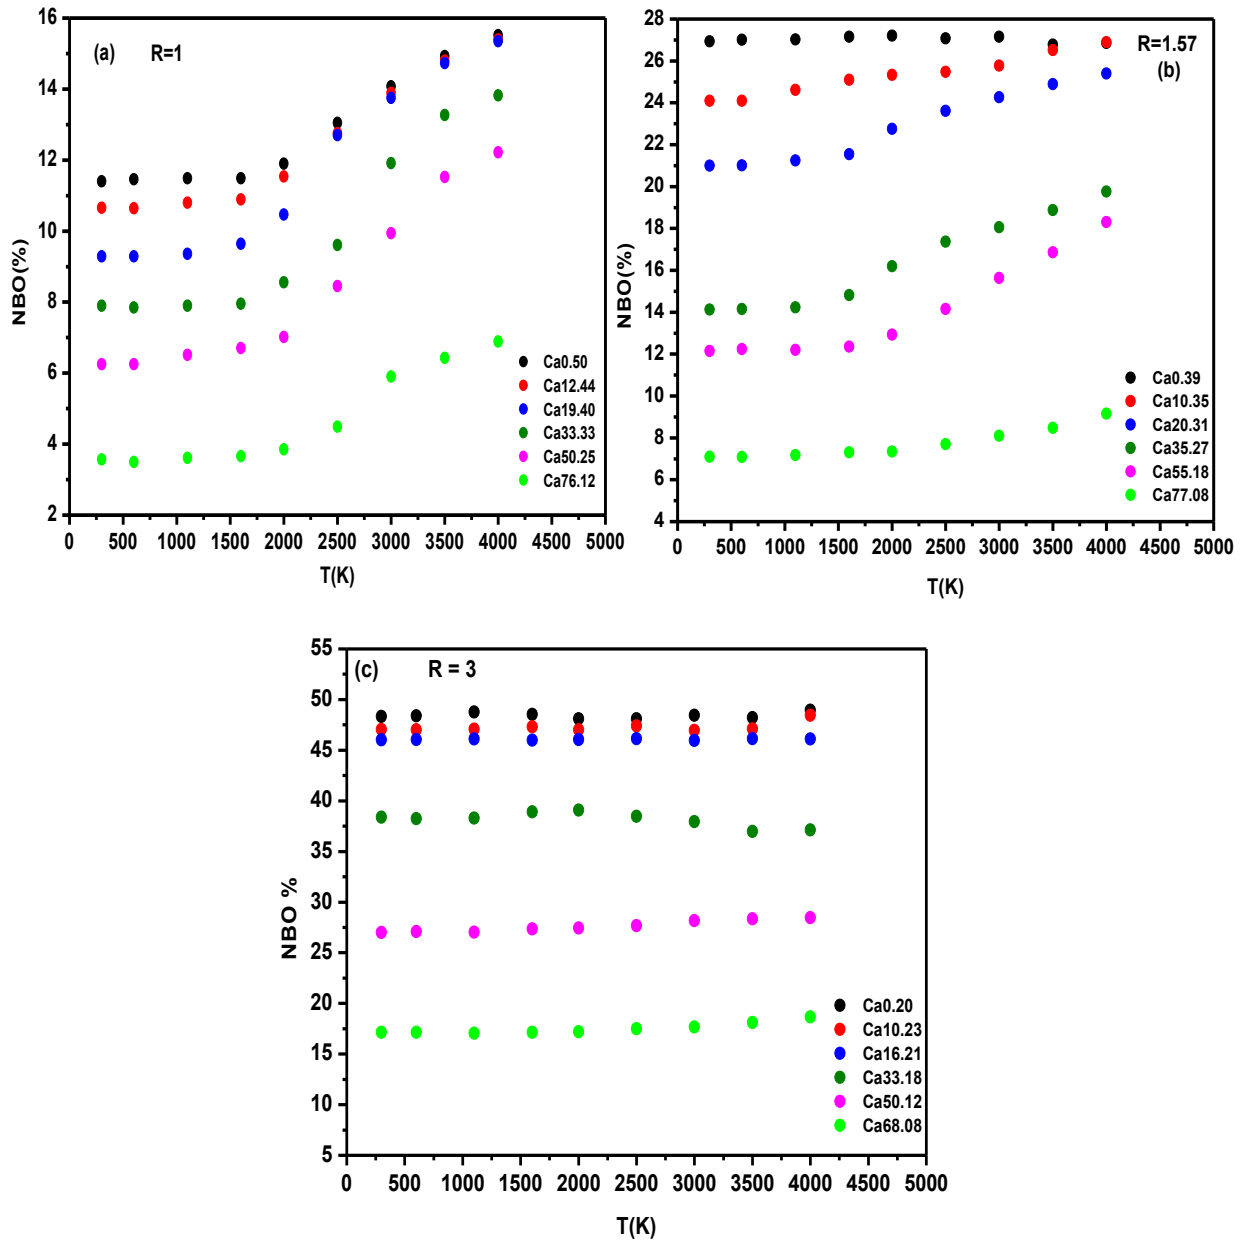 (a) R=1
NBO(%)
16
14
12
10
8
6
4
2
Ca0.50
Ca12.44
Ca19.40
Ca33.33
Ca50.25
Ca76.12
0 500 1000 1500 2000 2500 3000 3500 4000 4500 5000
T(K)
R=1.57
(b)
NBO(%)
28
26
24
22
20
18
16
14
12
10
8
6
4
Ca0.39
Ca10.35
Ca20.31
Ca35.27
Ca55.18
Ca77.08
0 500 1000 1500 2000 2500 3000 3500 4000 4500 5000
T(K)
(c) R = 3
NBO %
55
50
45
40
35
30
25
20
15
10
5
Ca0.20
Ca10.23
Ca16.21
Ca33.18
Ca50.12
Ca68.08
0 500 1000 1500 2000 2500 3000 3500 4000 4500 5000
T(K)